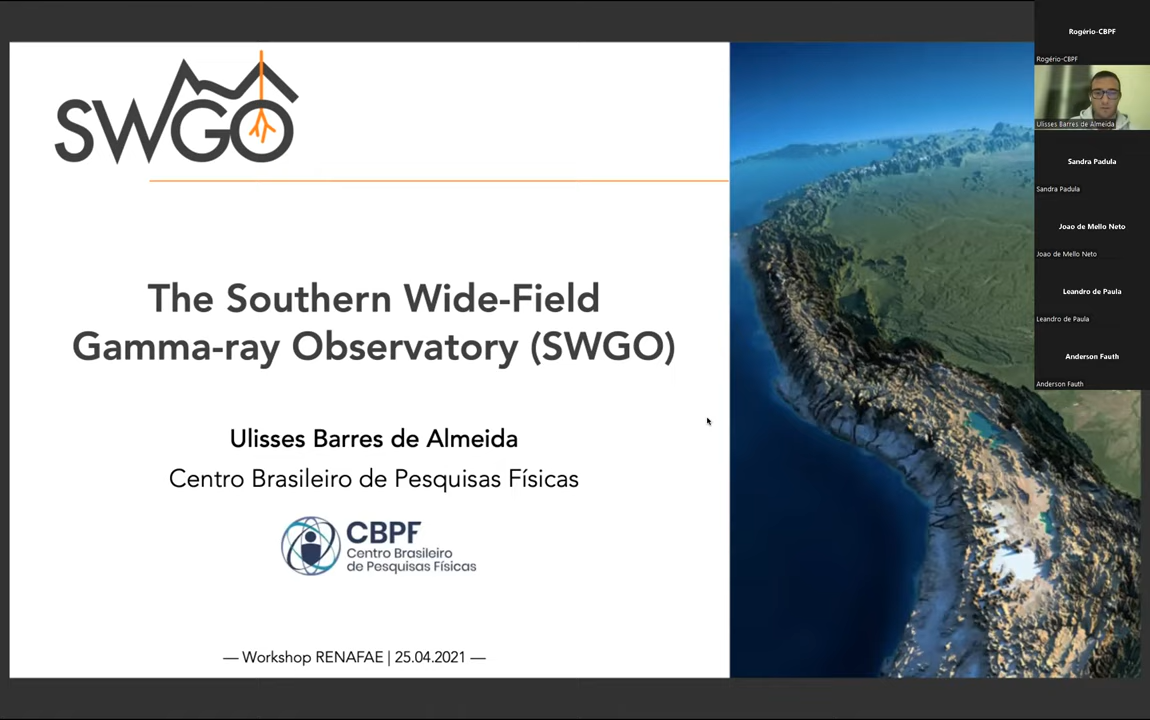 SWGO
The Southern Wide-Field
Gamma-ray Observatory (SWGO)
Ulisses Barres de Almeida
Centro Brasileiro de Pesquisas Físicas
CBPF
Centro Brasileiro
de Pesquisas Físicas
— Workshop RENAFAE | 25.04.2021 —
Rogério-CBPF
Rogério-CBPF
Ulisses Barres de Almeida
Sandra Padula
Sandra Padula
Joao de Mello Neto
Joao de Mello Neto
Leandro de Paula
Leandro de Paula
Anderson Fauth
Anderson Fauth